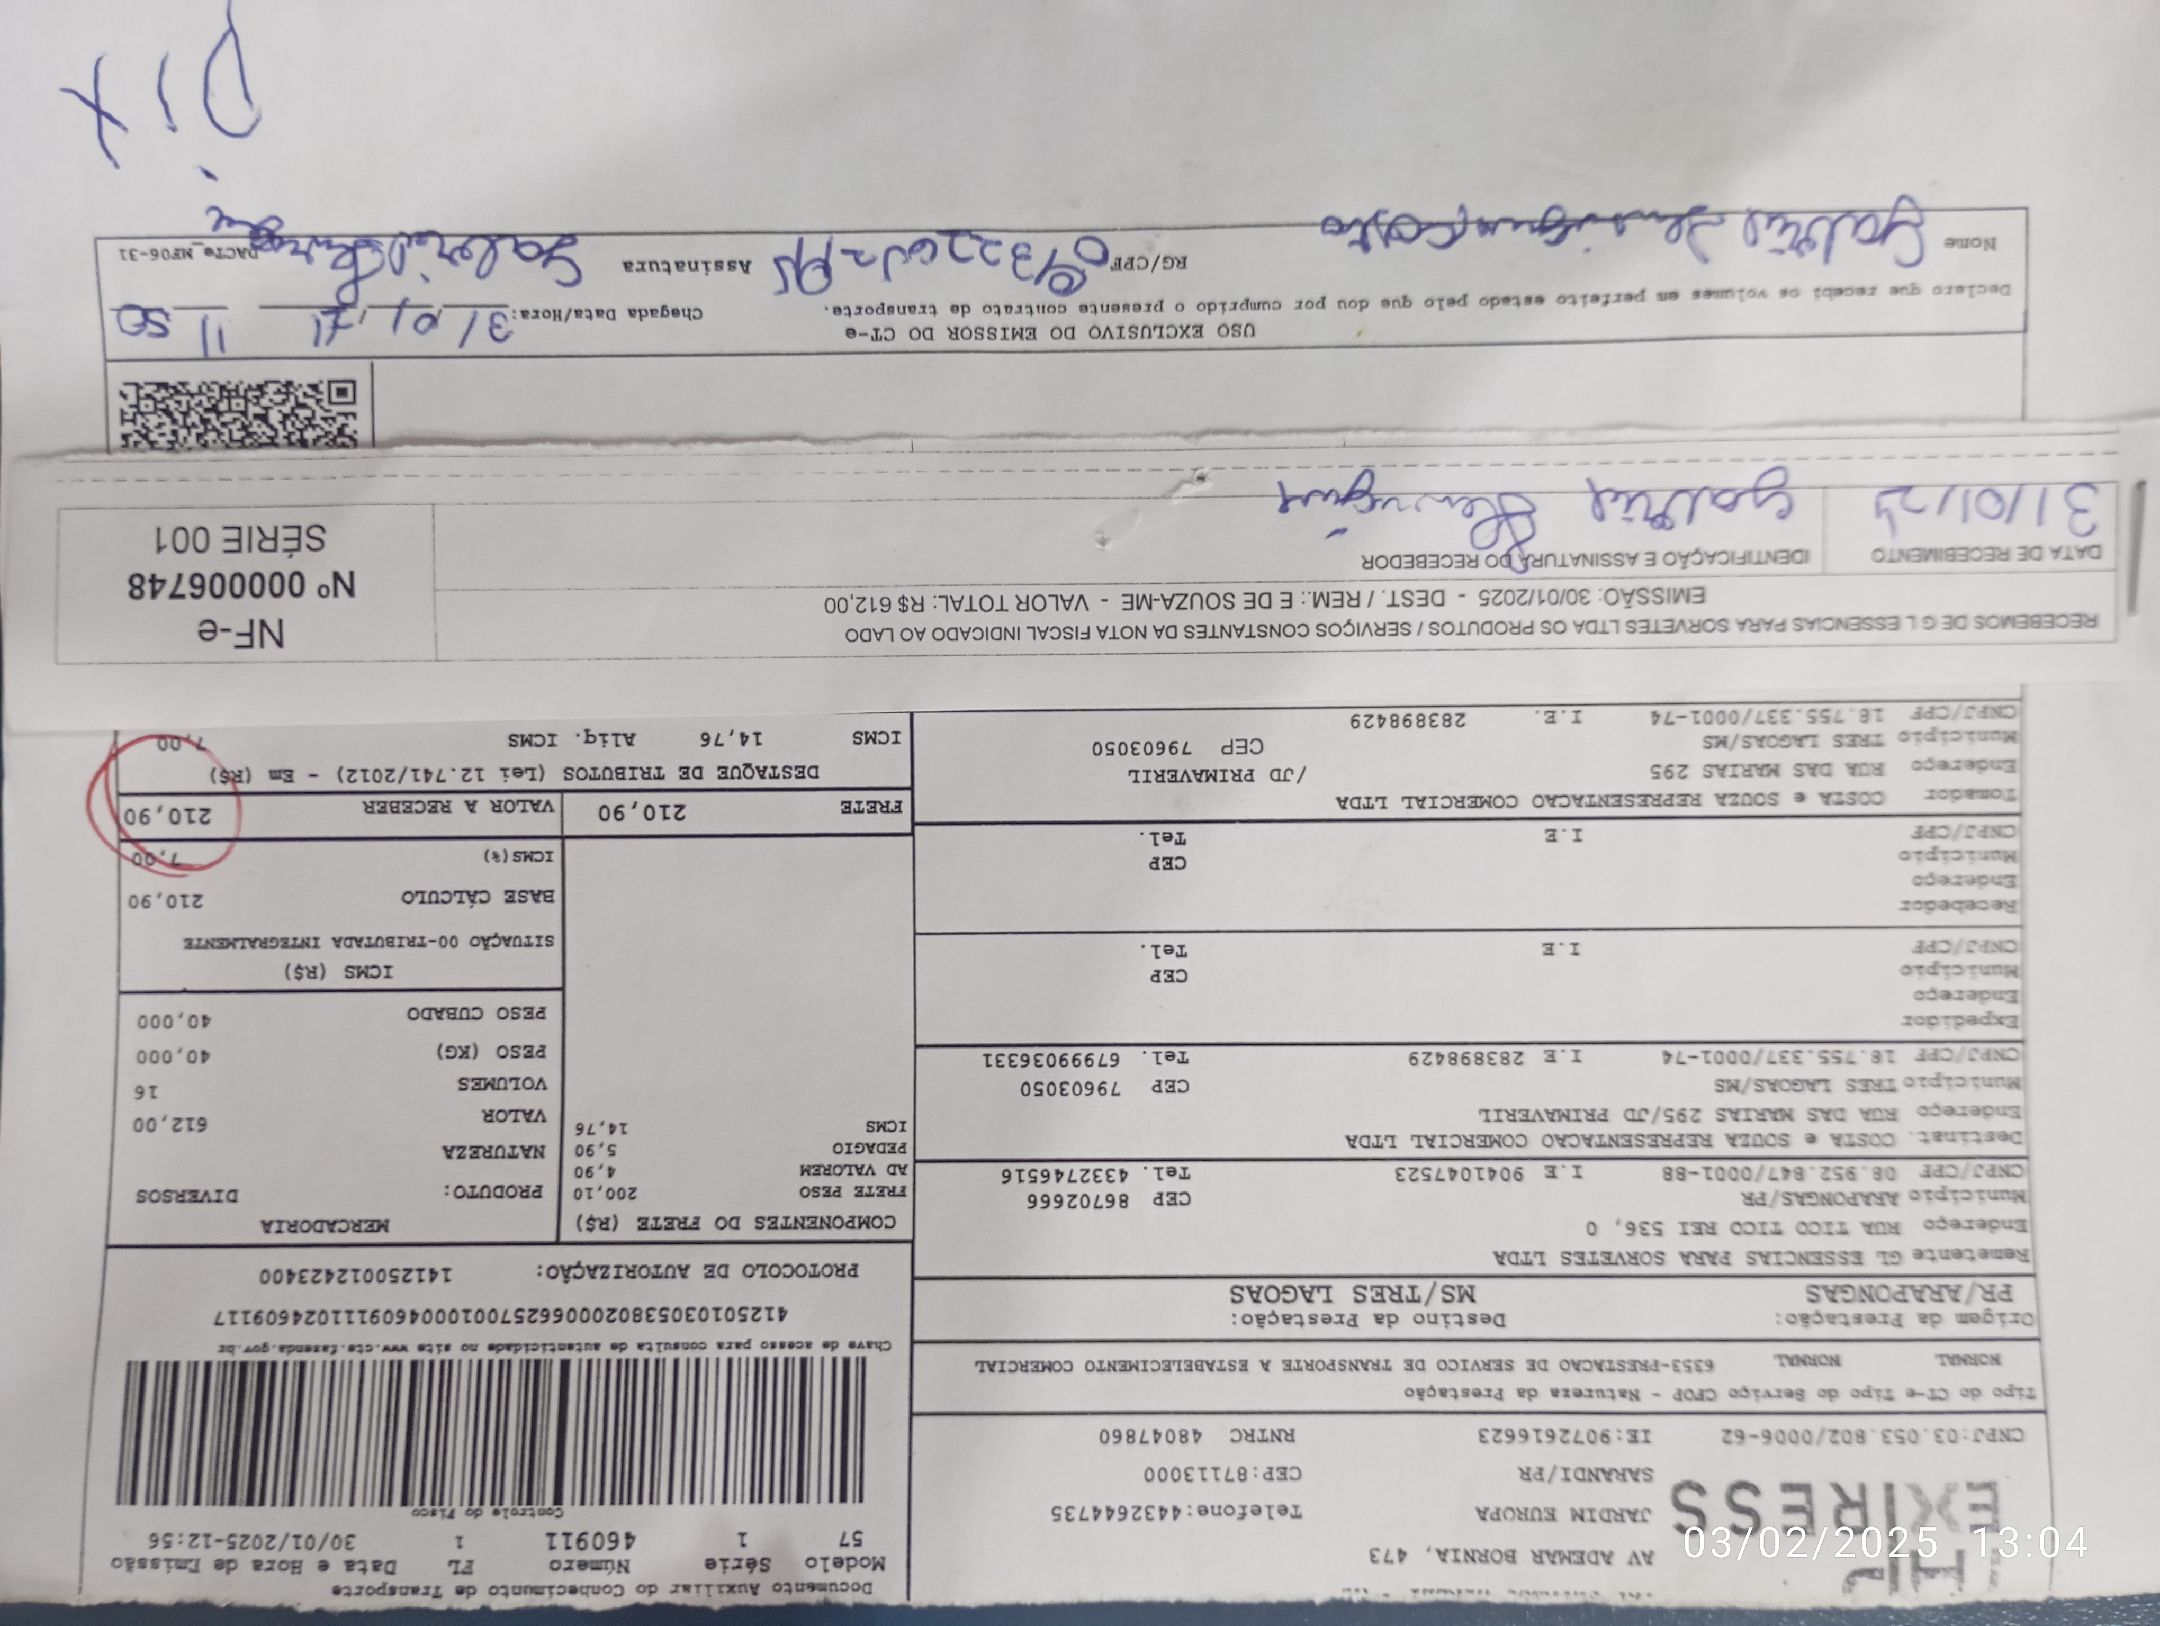 Documento Auxiliar do Conhecimento de Transporte
Modelo Série Número FL Data e Hora de Emissão
57 1 460911 1 30/01/2025-12:56
Controle do Fisco
EXPRESS
AV ADEMAR BORNIA, 473
JARDIM EUROPA Telefone:4432644735
SARANDI/PR CEP:87113000
CNPJ:03.053.802/0006-62 IE:9072616623 RNTRC 48047860
Chave de acesso para consulta de autenticidade no site www.cte.fazenda.gov.br
41250103053802000662570010004609111024609117
PROTOCOLO DE AUTORIZAÇÃO: 141250012423400
Tipo do CT-e Tipo do Serviço CFOP - Natureza da Prestação
NORMAL NORMAL 6353-PRESTACAO DE SERVICO DE TRANSPORTE A ESTABELECIMENTO COMERCIAL
Origem da Prestação: Destino da Prestação:
PR/ARAPONGAS MS/TRES LAGOAS
Remetente GL ESSENCIAS PARA SORVETES LTDA
Endereço RUA TICO TICO REI 536, 0
Município ARAPONGAS/PR CEP 86702666
CNPJ/CPF 08.952.847/0001-88 I.E 9041047523 Tel. 4332746516
Destinat. COSTA e SOUZA REPRESENTACAO COMERCIAL LTDA
Endereço RUA DAS MARIAS 295/JD PRIMAVERIL
Município TRES LAGOAS/MS CEP 79603050
CNPJ/CPF 18.755.337/0001-74 I.E 283898429 Tel. 67999036331
Expedidor
Endereço
Município CEP
CNPJ/CPF I.E Tel.
Recebedor
Endereço
Município CEP
CNPJ/CPF I.E Tel.
Tomador COSTA e SOUZA REPRESENTACAO COMERCIAL LTDA
Endereço RUA DAS MARIAS 295 /JD PRIMAVERIL
Município TRES LAGOAS/MS CEP 79603050
CNPJ/CPF 18.755.337/0001-74 I.E. 283898429
COMPONENTES DO FRETE (R$)
FRETE PESO 200,10
AD VALOREM 4,90
PEDAGIO 5,90
ICMS 14,76
MERCADORIA
PRODUTO: DIVERSOS
NATUREZA
VALOR 612,00
VOLUMES 16
PESO (KG) 40,000
PESO CUBADO 40,000
ICMS (R$)
SITUAÇÃO 00-TRIBUTADA INTEGRALMENTE
BASE CÁLCULO 210,90
ICMS(%) 7,00
FRETE 210,90 VALOR A RECEBER 210,90
DESTAQUE DE TRIBUTOS (Lei 12.741/2012) - Em (R$)
ICMS 14,76 Aliq. ICMS 7,00
RECEBEMOS DE G L ESSENCIAS PARA SORVETES LTDA OS PRODUTOS / SERVIÇOS CONSTANTES DA NOTA FISCAL INDICADO AO LADO
EMISSÃO: 30/01/2025 - DEST. / REM.: E DE SOUZA-ME - VALOR TOTAL: R$ 612,00
DATA DE RECEBIMENTO IDENTIFICAÇÃO E ASSINATURA DO RECEBEDOR
31/01/25 Gabriel
NF-e
Nº 000006748
SÉRIE 001
USO EXCLUSIVO DO EMISSOR DO CT-e
Declaro que recebi os volumes em perfeito estado pelo que dou por cumprido o presente contrato de transporte.
Chegada Data/Hora: 31/01 11 50
Nome Gabriel RG/CPF Assinatura Gabriel
DACTe_MF06-31
PIX
03/02/2025 13:04